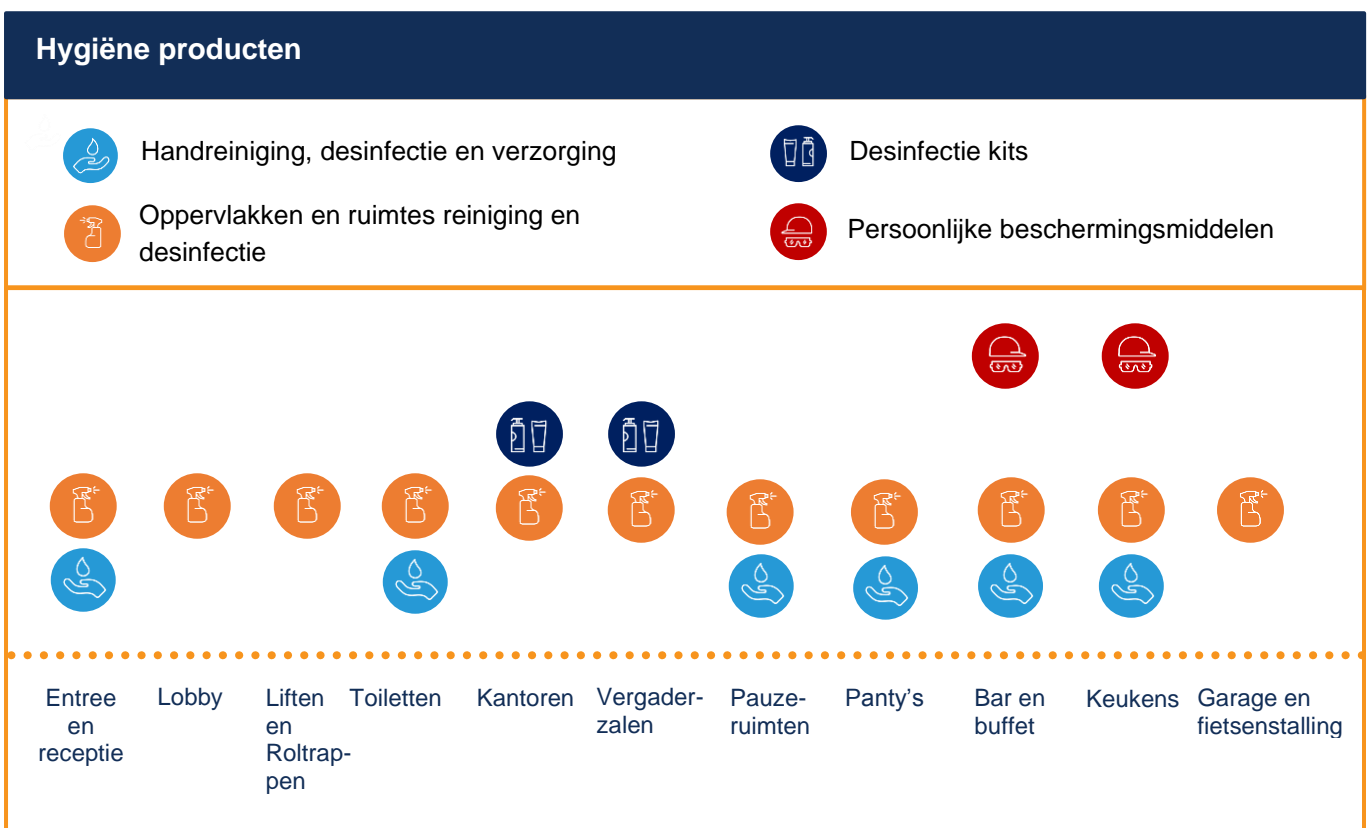 Hygiëne producten
Handreiniging, desinfectie en verzorging
Desinfectie kits
Oppervlakken en ruimtes reiniging en
desinfectie
Persoonlijke beschermingsmiddelen
Entree
en
receptie
Lobby
Liften
en
Roltrap-
pen
Toiletten
Kantoren
Vergader-
zalen
Pauze-
ruimten
Panty’s
Bar en
buffet
Keukens
Garage en
fietsenstalling